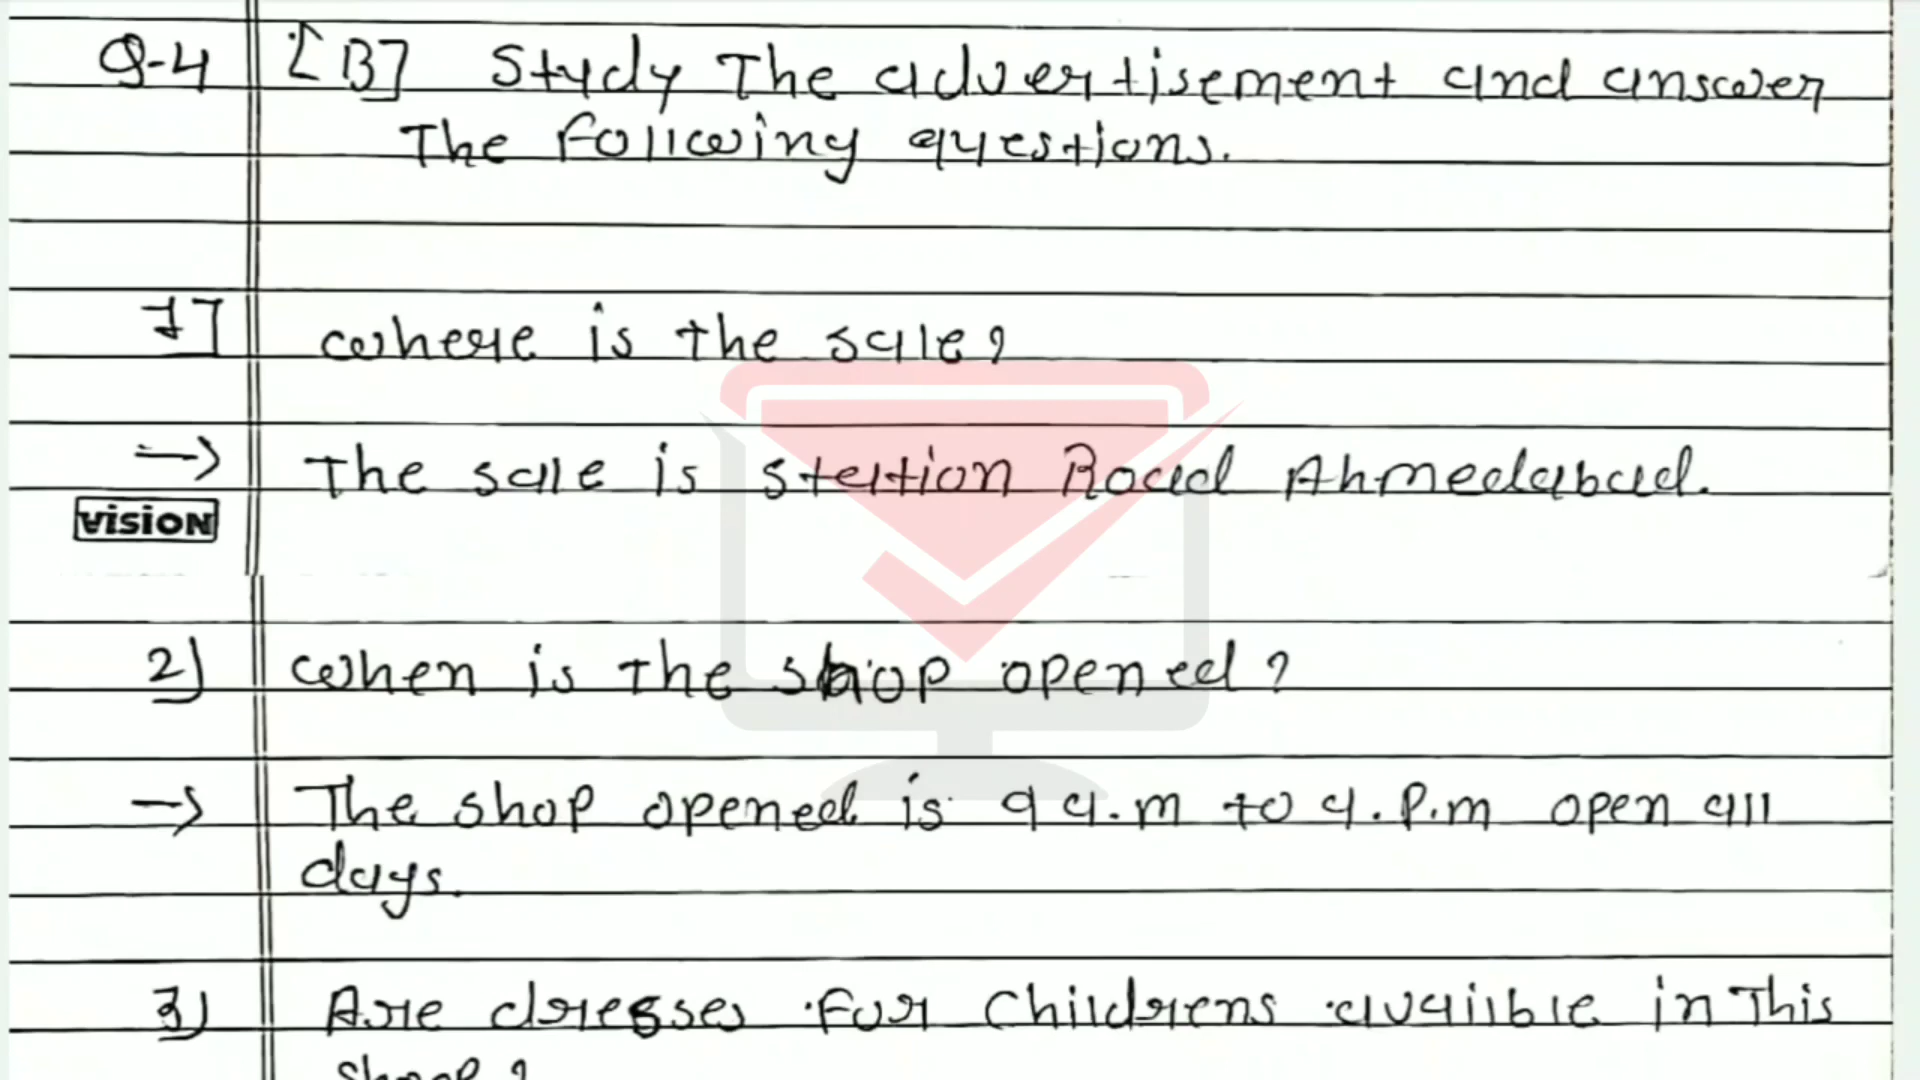 Q-4 [B] Study The advertisement and answer
The following questions.
1] where is the sale?
→ The sale is station Road Ahmedabad.
vision
2) when is the shop opened?
→ The shop opened is 9 a.m to 9.P.m open all
days.
3) Are dresses for Childrens availble in This
shop?